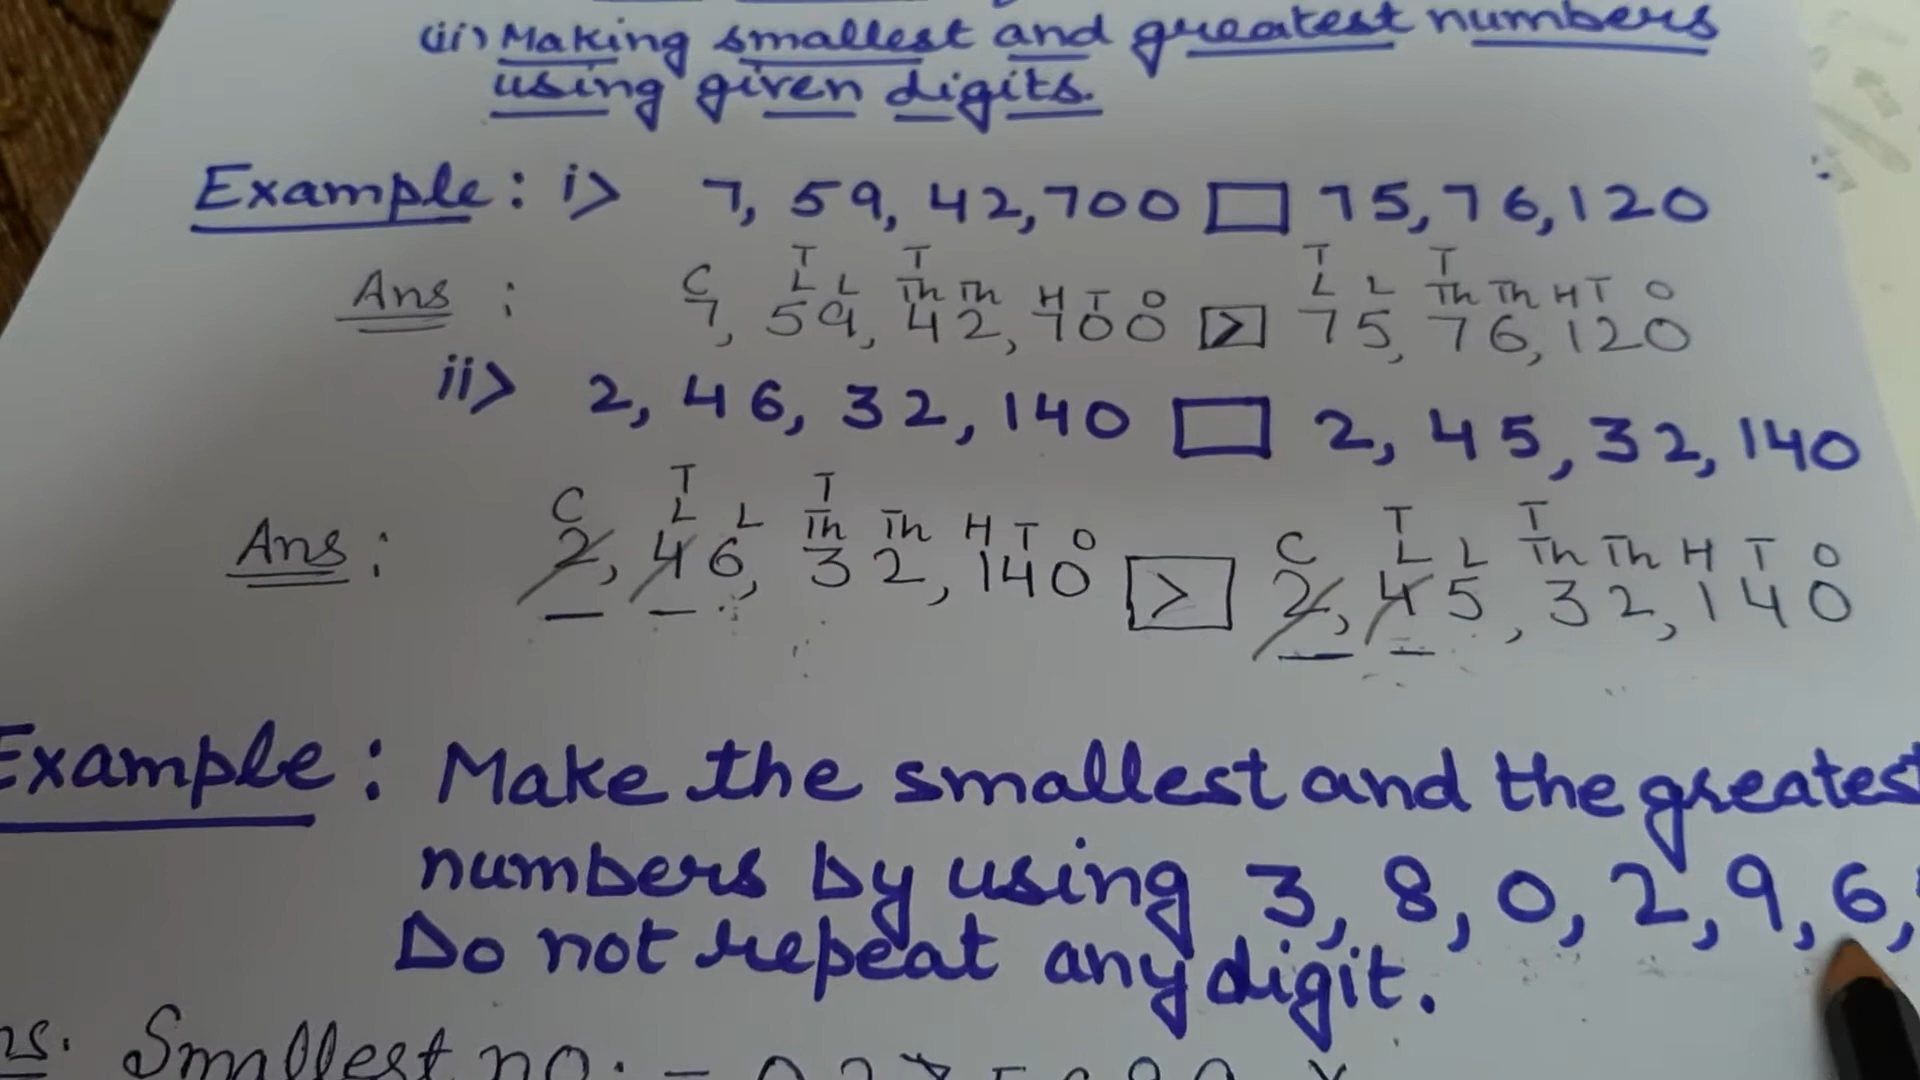 (ii) Making smallest and greatest numbers
using given digits.
Example: i> 7, 59, 42, 700 □ 75, 76, 120
C T L L T Th Th H T O T L L T Th Th H T O
Ans : 7, 59, 42, 700 > 75, 76, 120
ii> 2, 46, 32, 140 □ 2, 45, 32, 140
C T L L T Th Th H T O C T L L T Th Th H T O
Ans : 2, 46, 32, 140 > 2, 45, 32, 140
Example: Make the smallest and the greatest
numbers by using 3, 8, 0, 2, 9, 6,
Do not repeat any digit.
Smallest no. =